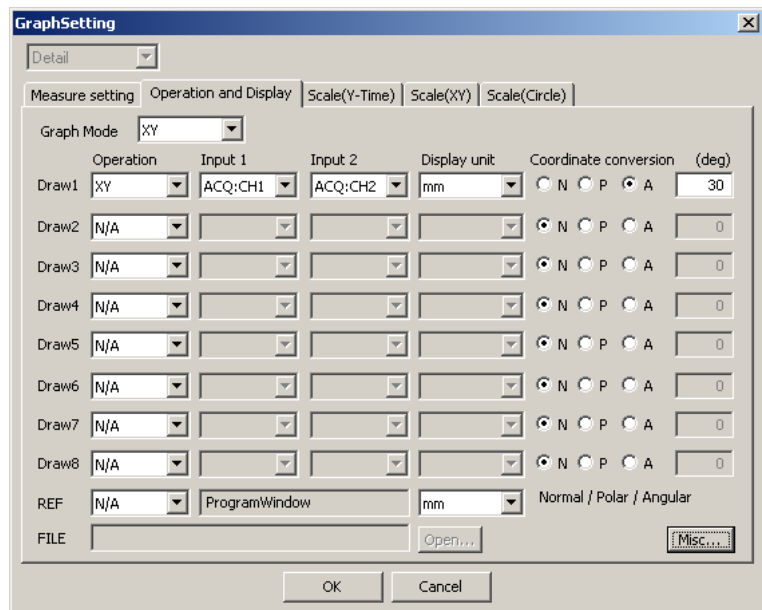 GraphSetting
Detail
Measure setting Operation and Display Scale(Y-Time) Scale(XY) Scale(Circle)
Graph Mode XY
Operation Input 1 Input 2 Display unit Coordinate conversion (deg)
Draw1 XY ACQ:CH1 ACQ:CH2 mm N P A 30
Draw2 N/A N P A 0
Draw3 N/A N P A 0
Draw4 N/A N P A 0
Draw5 N/A N P A 0
Draw6 N/A N P A 0
Draw7 N/A N P A 0
Draw8 N/A N P A 0
REF N/A ProgramWindow mm Normal / Polar / Angular
FILE Open... Misc...
OK Cancel